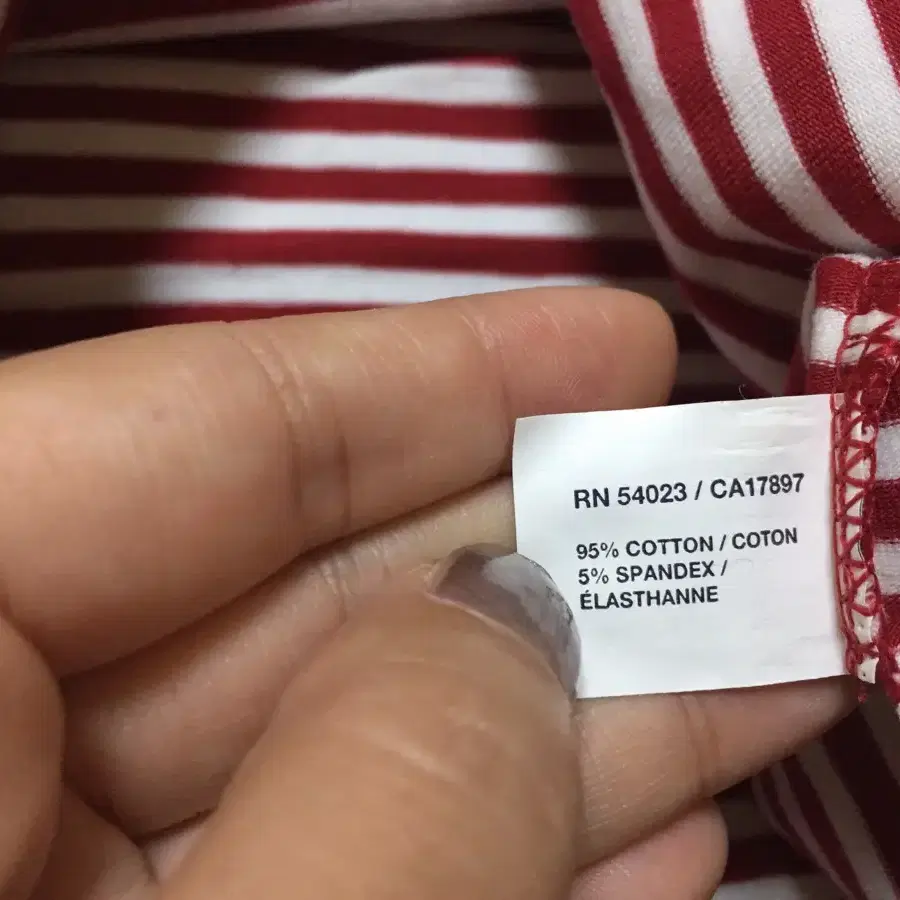 RN 54023 / CA17897
95% COTTON / COTON
5% SPANDEX /
ÉLASTHANNE